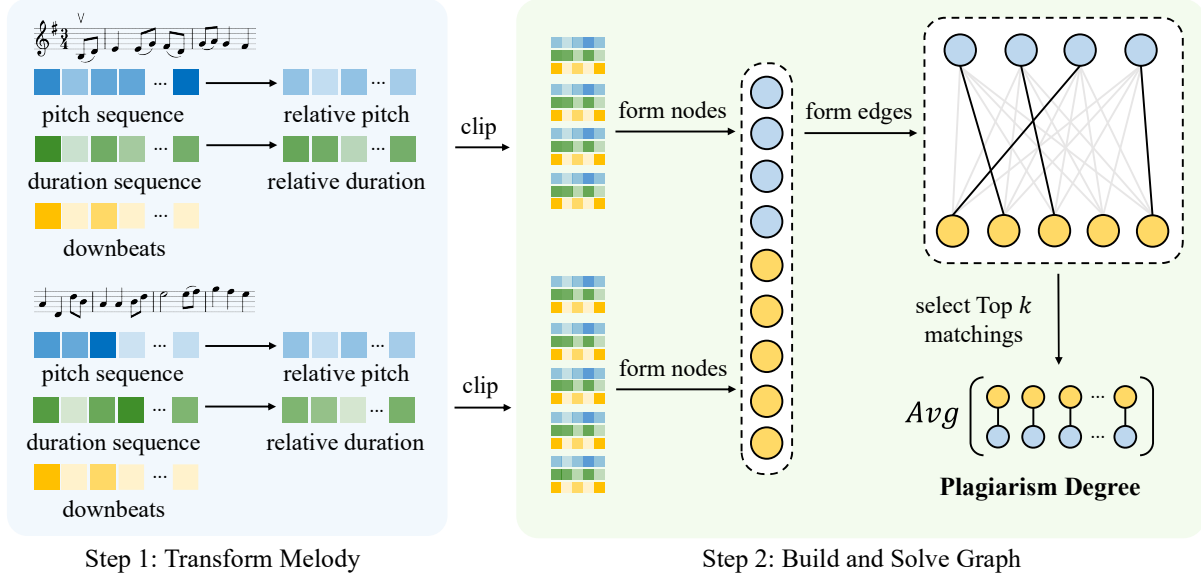 3
4
pitch sequence
relative pitch
duration sequence
relative duration
downbeats
pitch sequence
relative pitch
duration sequence
relative duration
downbeats
Step 1: Transform Melody
clip
clip
form nodes
form nodes
form edges
select Top k
matchings
Avg
Plagiarism Degree
Step 2: Build and Solve Graph